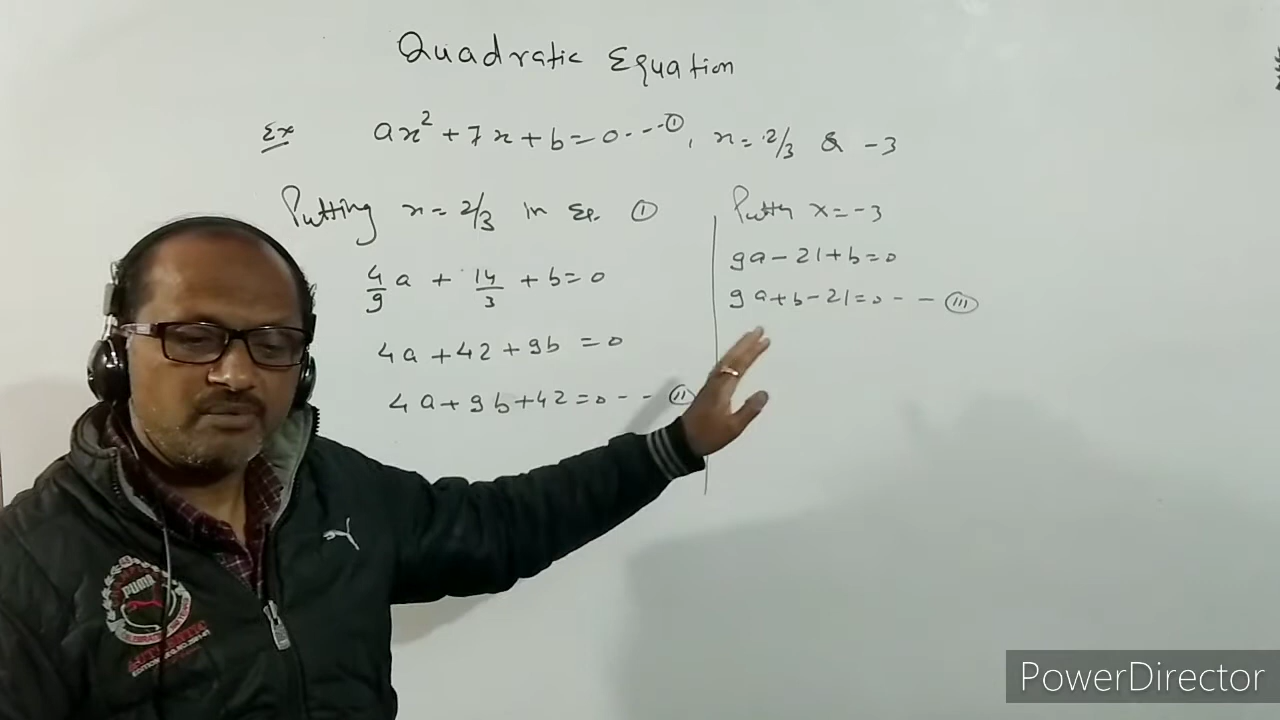 Quadratic Equation
Ex ax² + 7x + b = 0 --- (I), x = 2/3 & -3
Putting x = 2/3 in Eq. (I)
4/9 a + 14/3 + b = 0
4a + 42 + 9b = 0
4a + 9b + 42 = 0 -- (II)
Putting x = -3
9a - 21 + b = 0
9a + b - 21 = 0 -- (III)
PUMA
PowerDirector